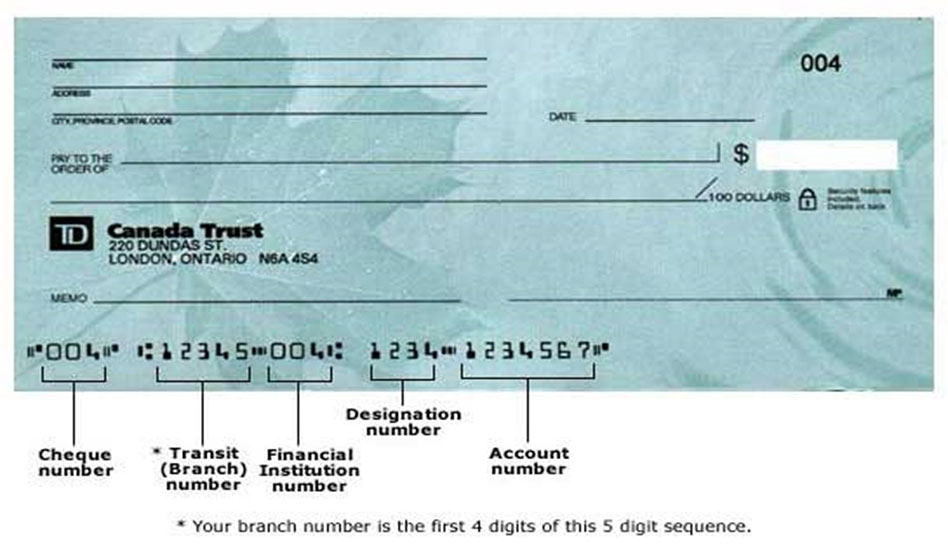 004
NAME
ADDRESS
CITY, PROVINCE, POSTAL CODE
DATE
PAY TO THE
ORDER OF
$
/100 DOLLARS
Security features
included.
Details on back.
TD Canada Trust
220 DUNDAS ST.
LONDON, ONTARIO N6A 4S4
MEMO
MP
⑈004⑈ ⑆12345⑉004⑆ 1234⑉1234567⑈
Designation
number
Cheque
number
* Transit
(Branch)
number
Financial
Institution
number
Account
number
* Your branch number is the first 4 digits of this 5 digit sequence.